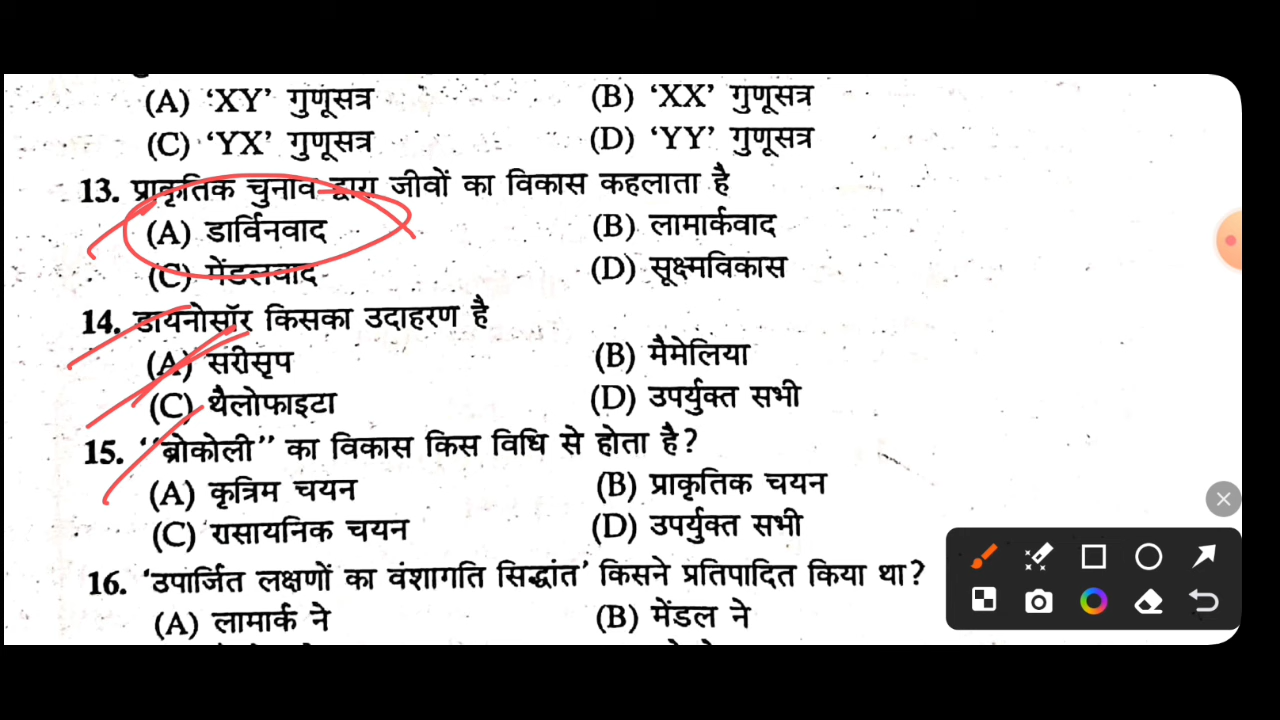 (A) ‘XY’ गुणूसत्र (B) ‘XX’ गुणूसत्र
(C) ‘YX’ गुणूसत्र (D) ‘YY’ गुणूसत्र
13. प्राकृतिक चुनाव द्वारा जीवों का विकास कहलाता है
(A) डार्विनवाद (B) लामार्कवाद
(C) मेंडलवाद (D) सूक्ष्मविकास
14. डायनोसॉर किसका उदाहरण है
(A) सरीसृप (B) मैमेलिया
(C) थैलोफाइटा (D) उपर्युक्त सभी
15. ‘‘ब्रोकोली’’ का विकास किस विधि से होता है?
(A) कृत्रिम चयन (B) प्राकृतिक चयन
(C) रासायनिक चयन (D) उपर्युक्त सभी
16. ‘उपार्जित लक्षणों का वंशागति सिद्धांत’ किसने प्रतिपादित किया था?
(A) लामार्क ने (B) मेंडल ने